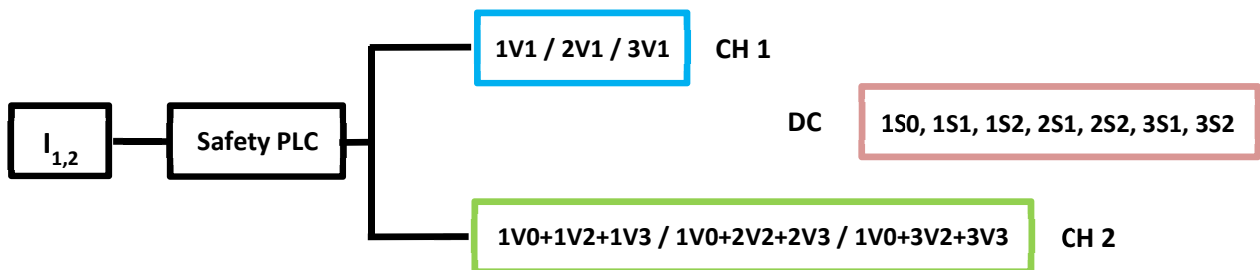 1V1 / 2V1 / 3V1
CH 1
DC
1S0, 1S1, 1S2, 2S1, 2S2, 3S1, 3S2
I1,2
Safety PLC
1V0+1V2+1V3 / 1V0+2V2+2V3 / 1V0+3V2+3V3
CH 2